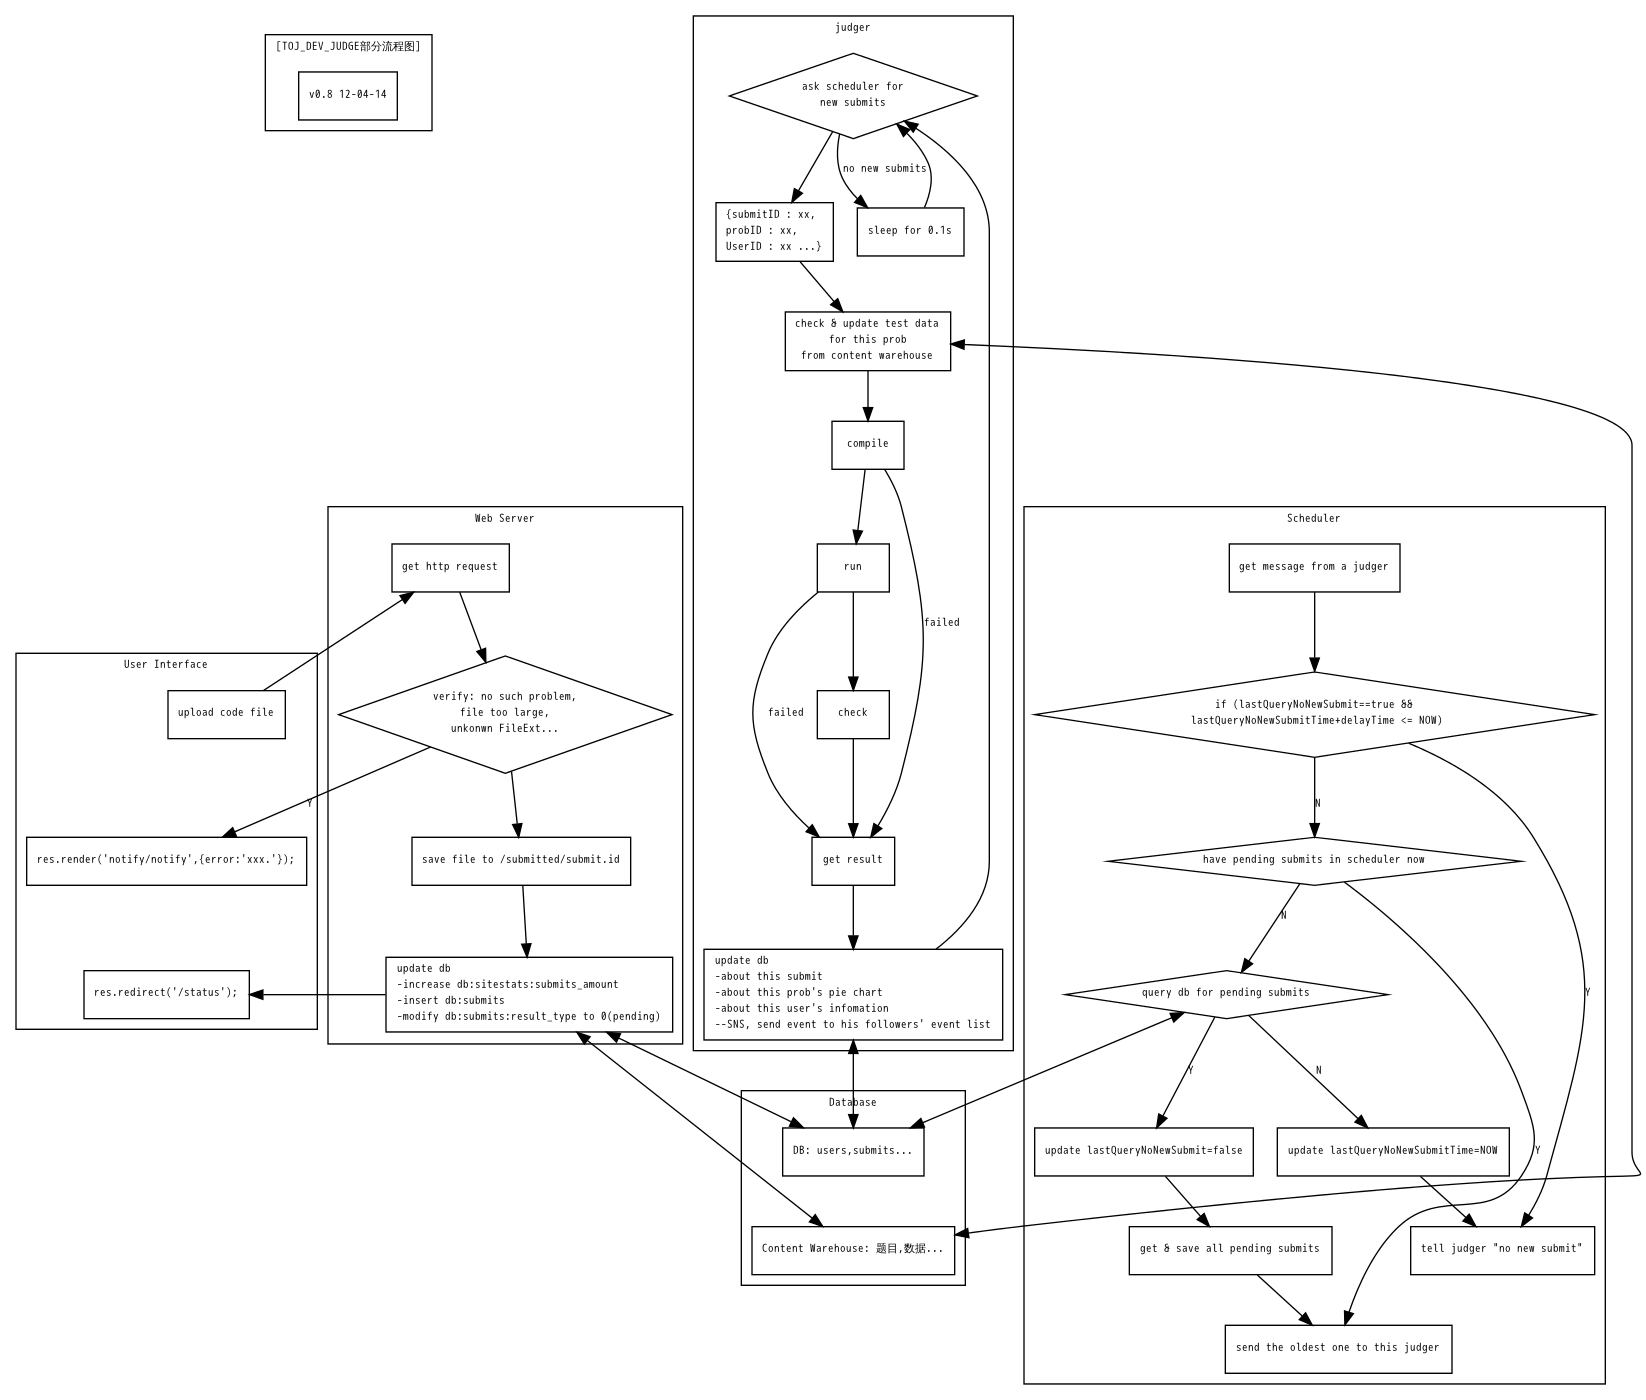 [TOJ_DEV_JUDGE部分流程图]
v0.8 12-04-14
judger
ask scheduler for
new submits
no new submits
{submitID : xx,
probID : xx,
UserID : xx ...}
sleep for 0.1s
check & update test data
for this prob
from content warehouse
compile
run
failed
check
failed
get result
update db
-about this submit
-about this prob's pie chart
-about this user's infomation
--SNS, send event to his followers' event list
Web Server
get http request
verify: no such problem,
file too large,
unkonwn FileExt...
Y
save file to /submitted/submit.id
update db
-increase db:sitestats:submits_amount
-insert db:submits
-modify db:submits:result_type to 0(pending)
User Interface
upload code file
res.render('notify/notify',{error:'xxx.'});
res.redirect('/status');
Database
DB: users,submits...
Content Warehouse: 题目,数据...
Scheduler
get message from a judger
if (lastQueryNoNewSubmit==true &&
lastQueryNoNewSubmitTime+delayTime <= NOW)
N
have pending submits in scheduler now
N
query db for pending submits
Y
Y
N
update lastQueryNoNewSubmit=false
update lastQueryNoNewSubmitTime=NOW
Y
get & save all pending submits
tell judger "no new submit"
send the oldest one to this judger